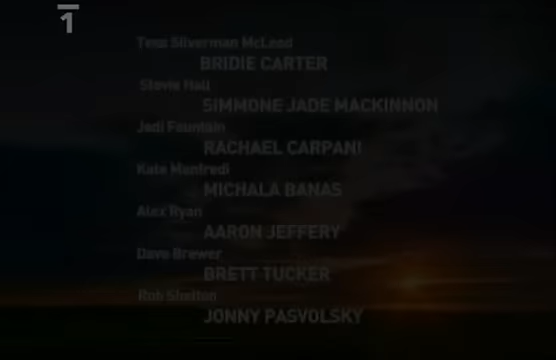 1
Tess Silverman McLeod
BRIDIE CARTER
Stevie Hall
SIMMONE JADE MACKINNON
Jodi Fountain
RACHAEL CARPANI
Kate Manfredi
MICHALA BANAS
Alex Ryan
AARON JEFFERY
Dave Brewer
BRETT TUCKER
Rob Shelton
JONNY PASVOLSKY